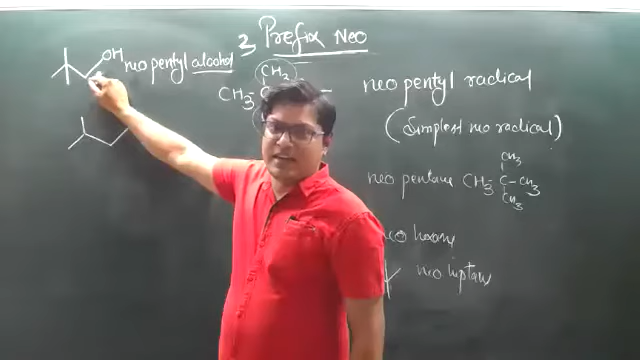 3 Prefix Neo
OH
neo pentyl alcohol
CH3
CH3-
neo pentyl radical
(Simplest neo radical)
neo pentane CH3-C-CH3
CH3
CH3
neo hexane
neo heptane